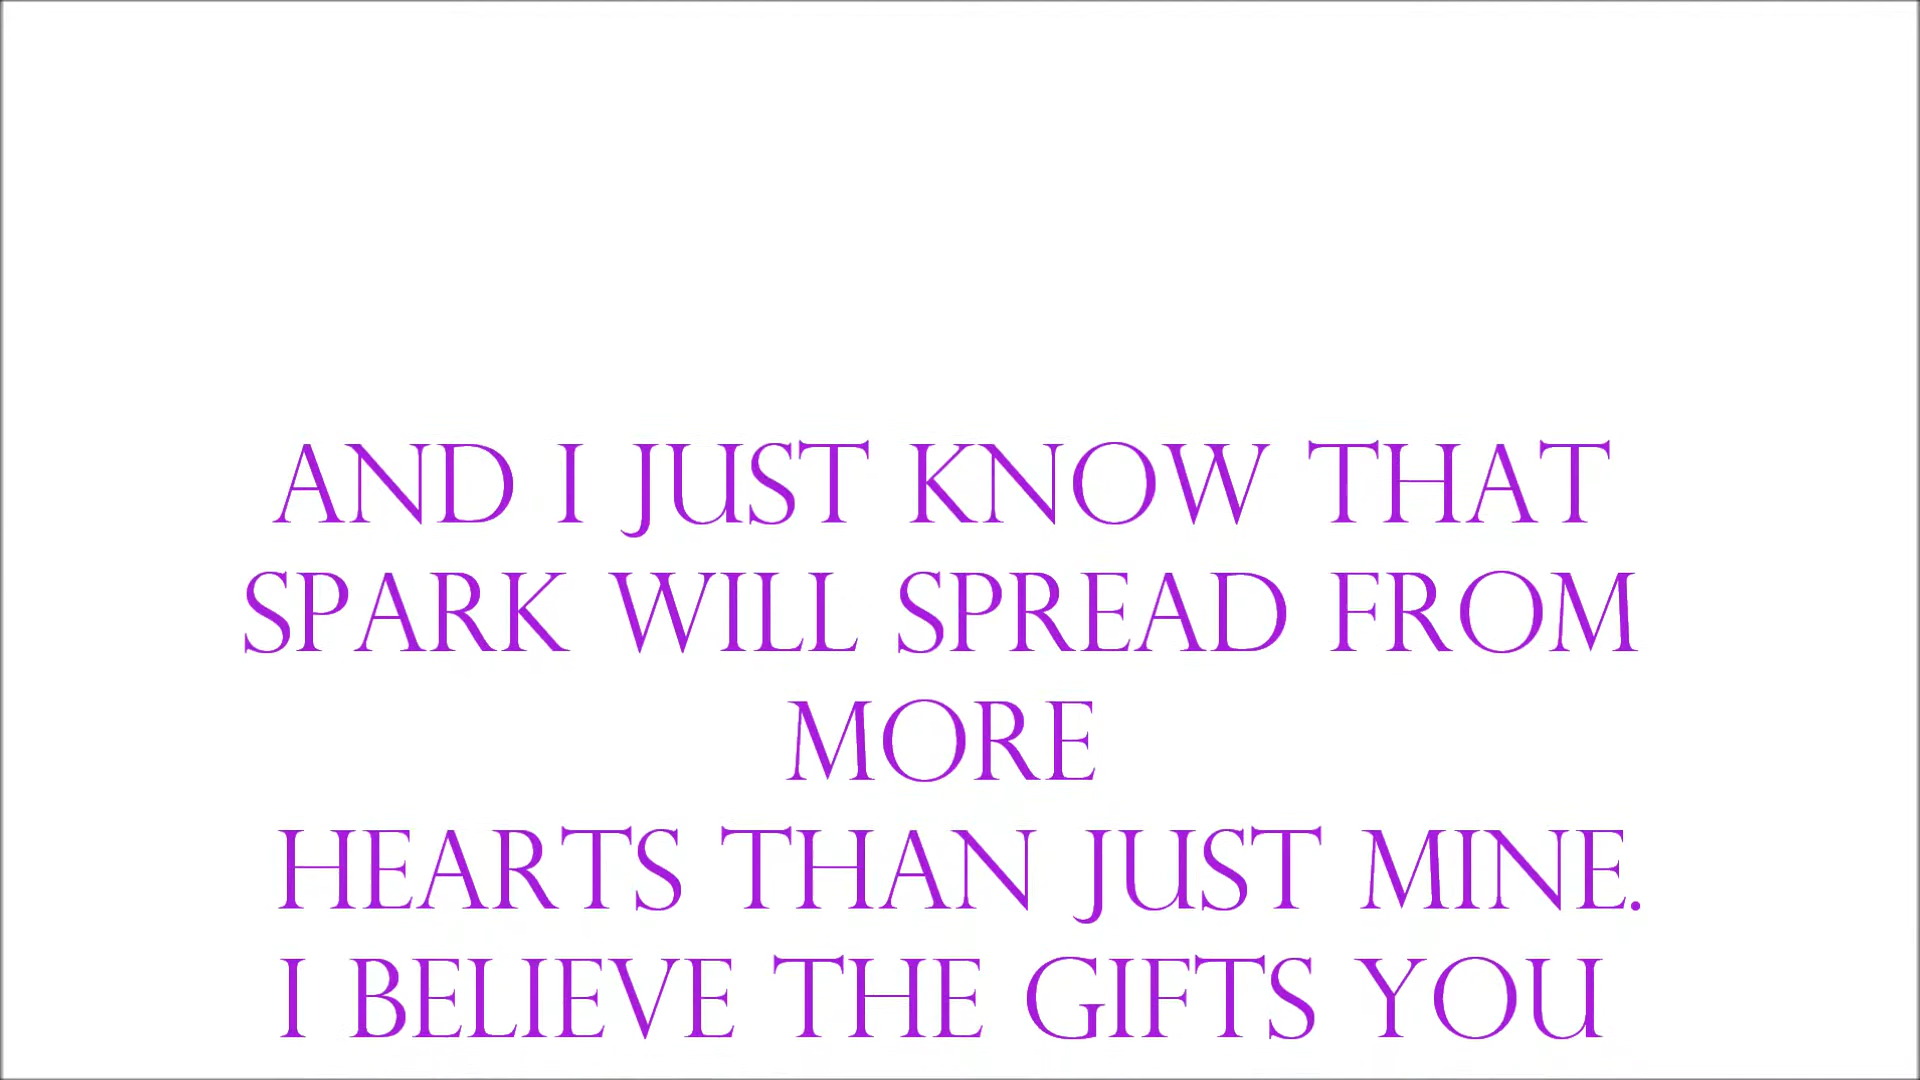 AND I JUST KNOW THAT
SPARK WILL SPREAD FROM
MORE
HEARTS THAN JUST MINE.
I BELIEVE THE GIFTS YOU